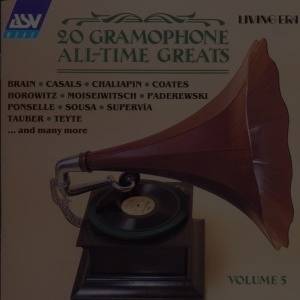 ASV
LIVING ERA
20 GRAMOPHONE
ALL-TIME GREATS
BRAIN • CASALS • CHALIAPIN • COATES
HOROWITZ • MOISEIWITSCH • PADEREWSKI
PONSELLE • SOUSA • SUPERVIA
TAUBER • TEYTE
... and many more
VOLUME 5